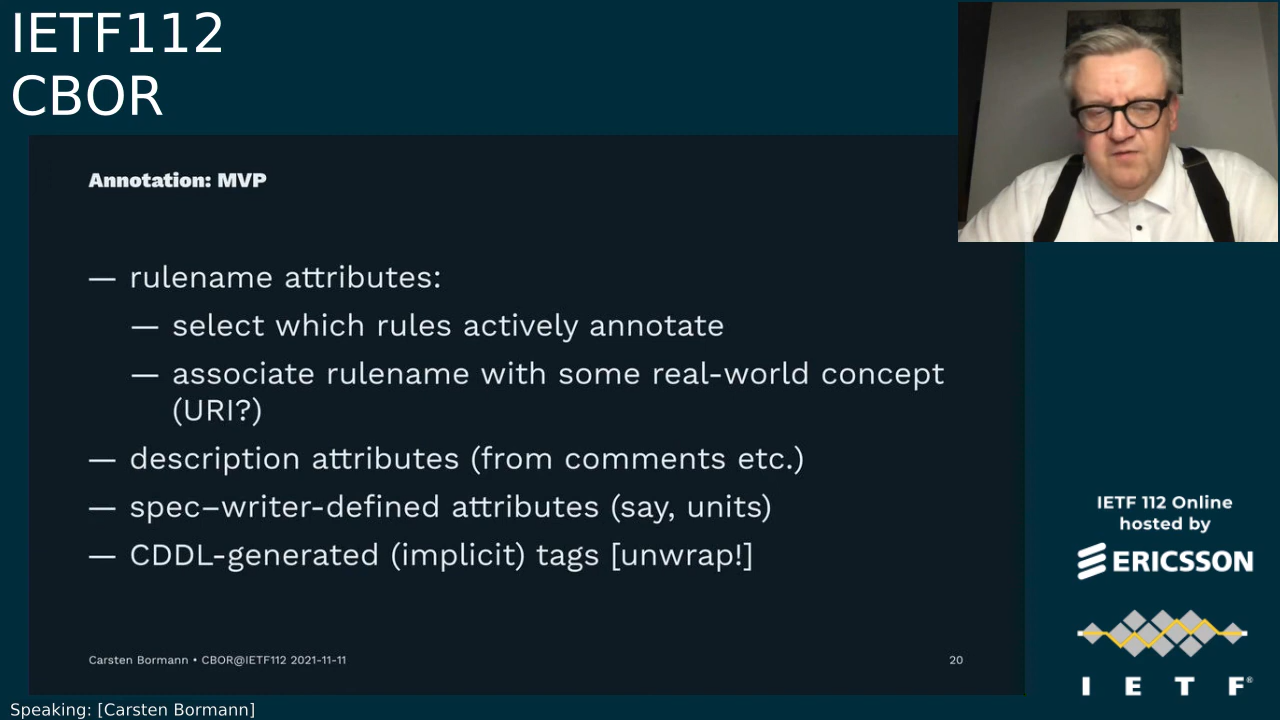 IETF112
CBOR
Annotation: MVP
— rulename attributes:
— select which rules actively annotate
— associate rulename with some real-world concept
(URI?)
— description attributes (from comments etc.)
— spec–writer-defined attributes (say, units)
— CDDL-generated (implicit) tags [unwrap!]
Carsten Bormann • CBOR@IETF112 2021-11-11
20
IETF 112 Online
hosted by
ERICSSON
I E T F®
Speaking: [Carsten Bormann]